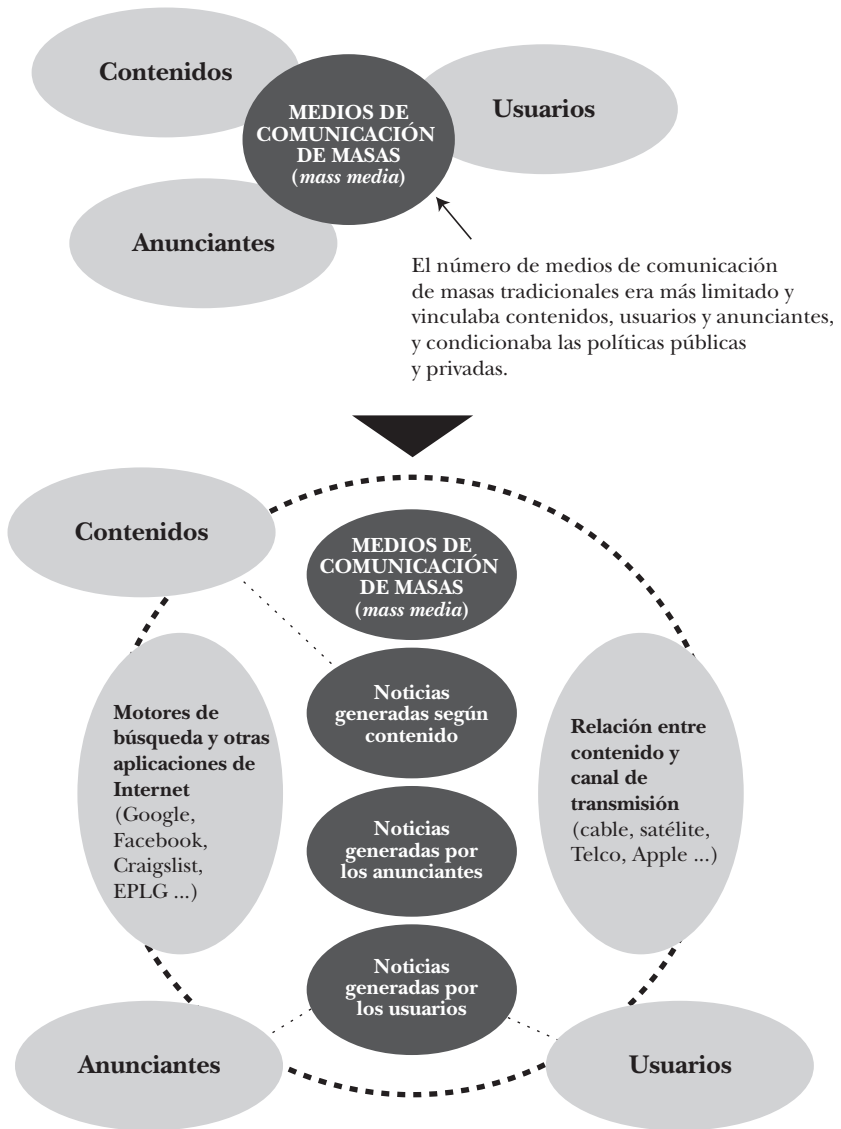 Contenidos
MEDIOS DE
COMUNICACIÓN
DE MASAS
(mass media)
Usuarios
Anunciantes
El número de medios de comunicación
de masas tradicionales era más limitado y
vinculaba contenidos, usuarios y anunciantes,
y condicionaba las políticas públicas
y privadas.
Contenidos
MEDIOS DE
COMUNICACIÓN
DE MASAS
(mass media)
Noticias
generadas según
contenido
Motores de
búsqueda y otras
aplicaciones de
Internet
(Google,
Facebook,
Craigslist,
EPLG ...)
Relación entre
contenido y
canal de
transmisión
(cable, satélite,
Telco, Apple ...)
Noticias
generadas por
los anunciantes
Noticias
generadas por
los usuarios
Anunciantes
Usuarios